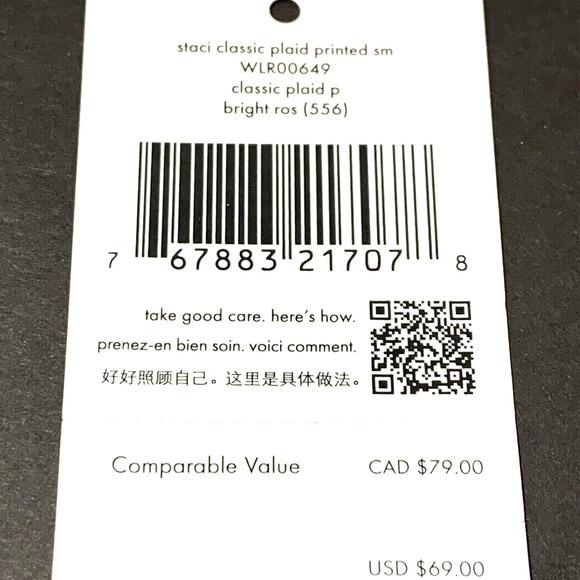 staci classic plaid printed sm
WLR00649
classic plaid p
bright ros (556)
7 67883 21707 8
take good care. here's how.
prenez-en bien soin. voici comment.
好好照顾自己。这里是具体做法。
Comparable Value CAD $79.00
USD $69.00